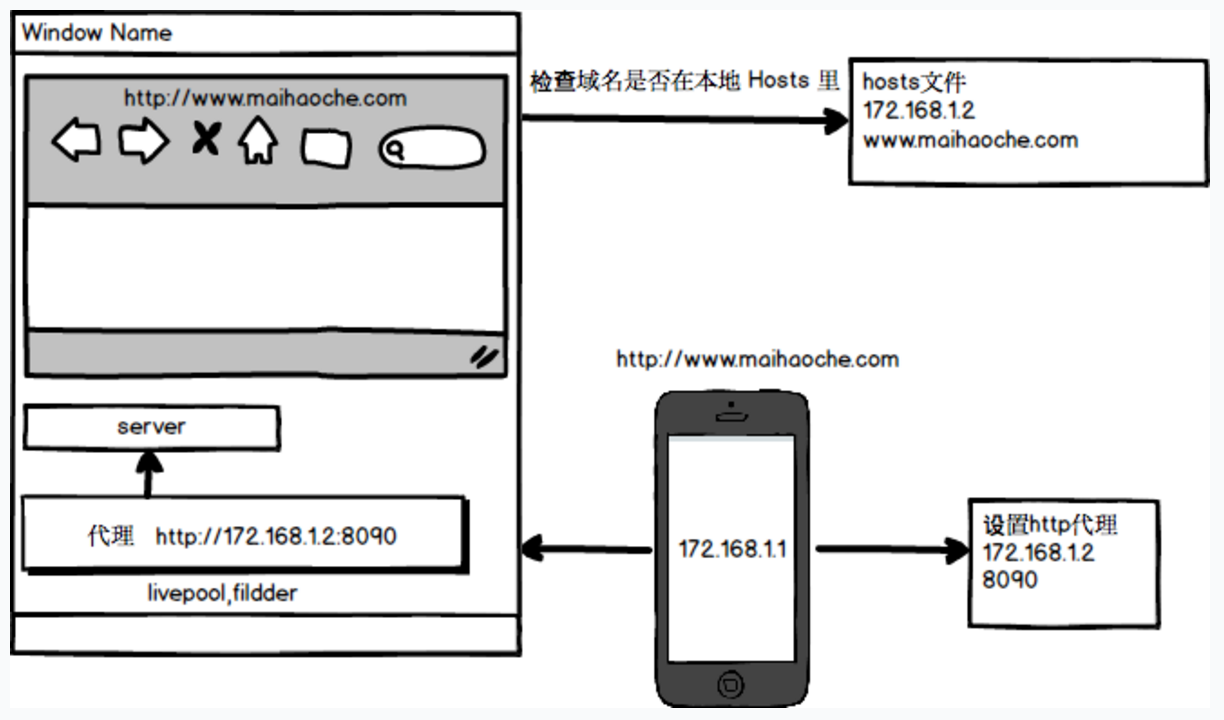 Window Name
http://www.maihaoche.com
检查域名是否在本地 Hosts 里
hosts文件
172.168.1.2
www.maihaoche.com
server
代理 http://172.168.1.2:8090
livepool,fildder
http://www.maihaoche.com
172.168.1.1
设置http代理
172.168.1.2
8090